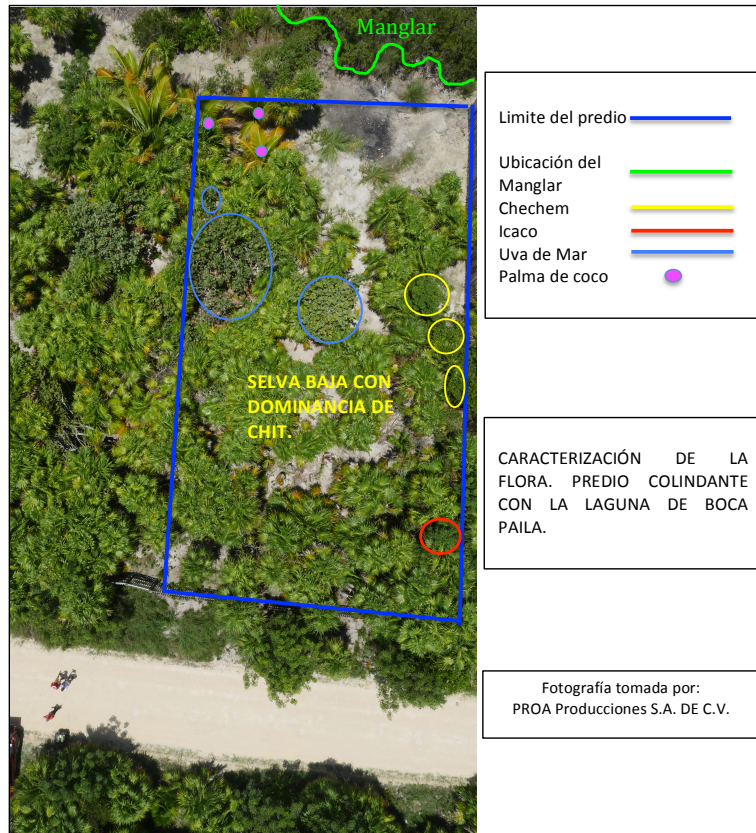 Manglar
SELVA BAJA CON
DOMINANCIA DE
CHIT.
Limite del predio
Ubicación del
Manglar
Chechem
Icaco
Uva de Mar
Palma de coco
CARACTERIZACIÓN DE LA
FLORA. PREDIO COLINDANTE
CON LA LAGUNA DE BOCA
PAILA.
Fotografía tomada por:
PROA Producciones S.A. DE C.V.